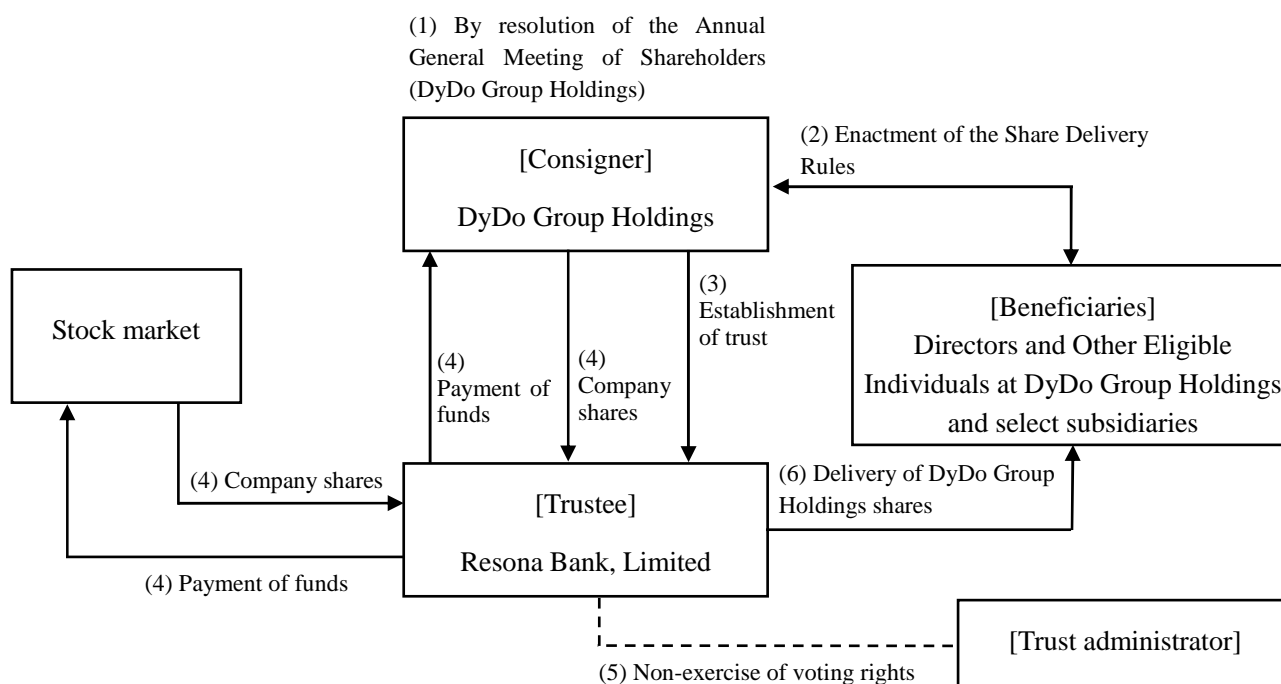 (1) By resolution of the Annual
General Meeting of Shareholders
(DyDo Group Holdings)
[Consigner]
DyDo Group Holdings
(2) Enactment of the Share Delivery
Rules
Stock market
(3)
Establishment
of trust
[Beneficiaries]
Directors and Other Eligible
Individuals at DyDo Group Holdings
and select subsidiaries
(4)
Payment of
funds
(4)
Company
shares
(4) Company shares
[Trustee]
Resona Bank, Limited
(6) Delivery of DyDo Group
Holdings shares
(4) Payment of funds
(5) Non-exercise of voting rights
[Trust administrator]